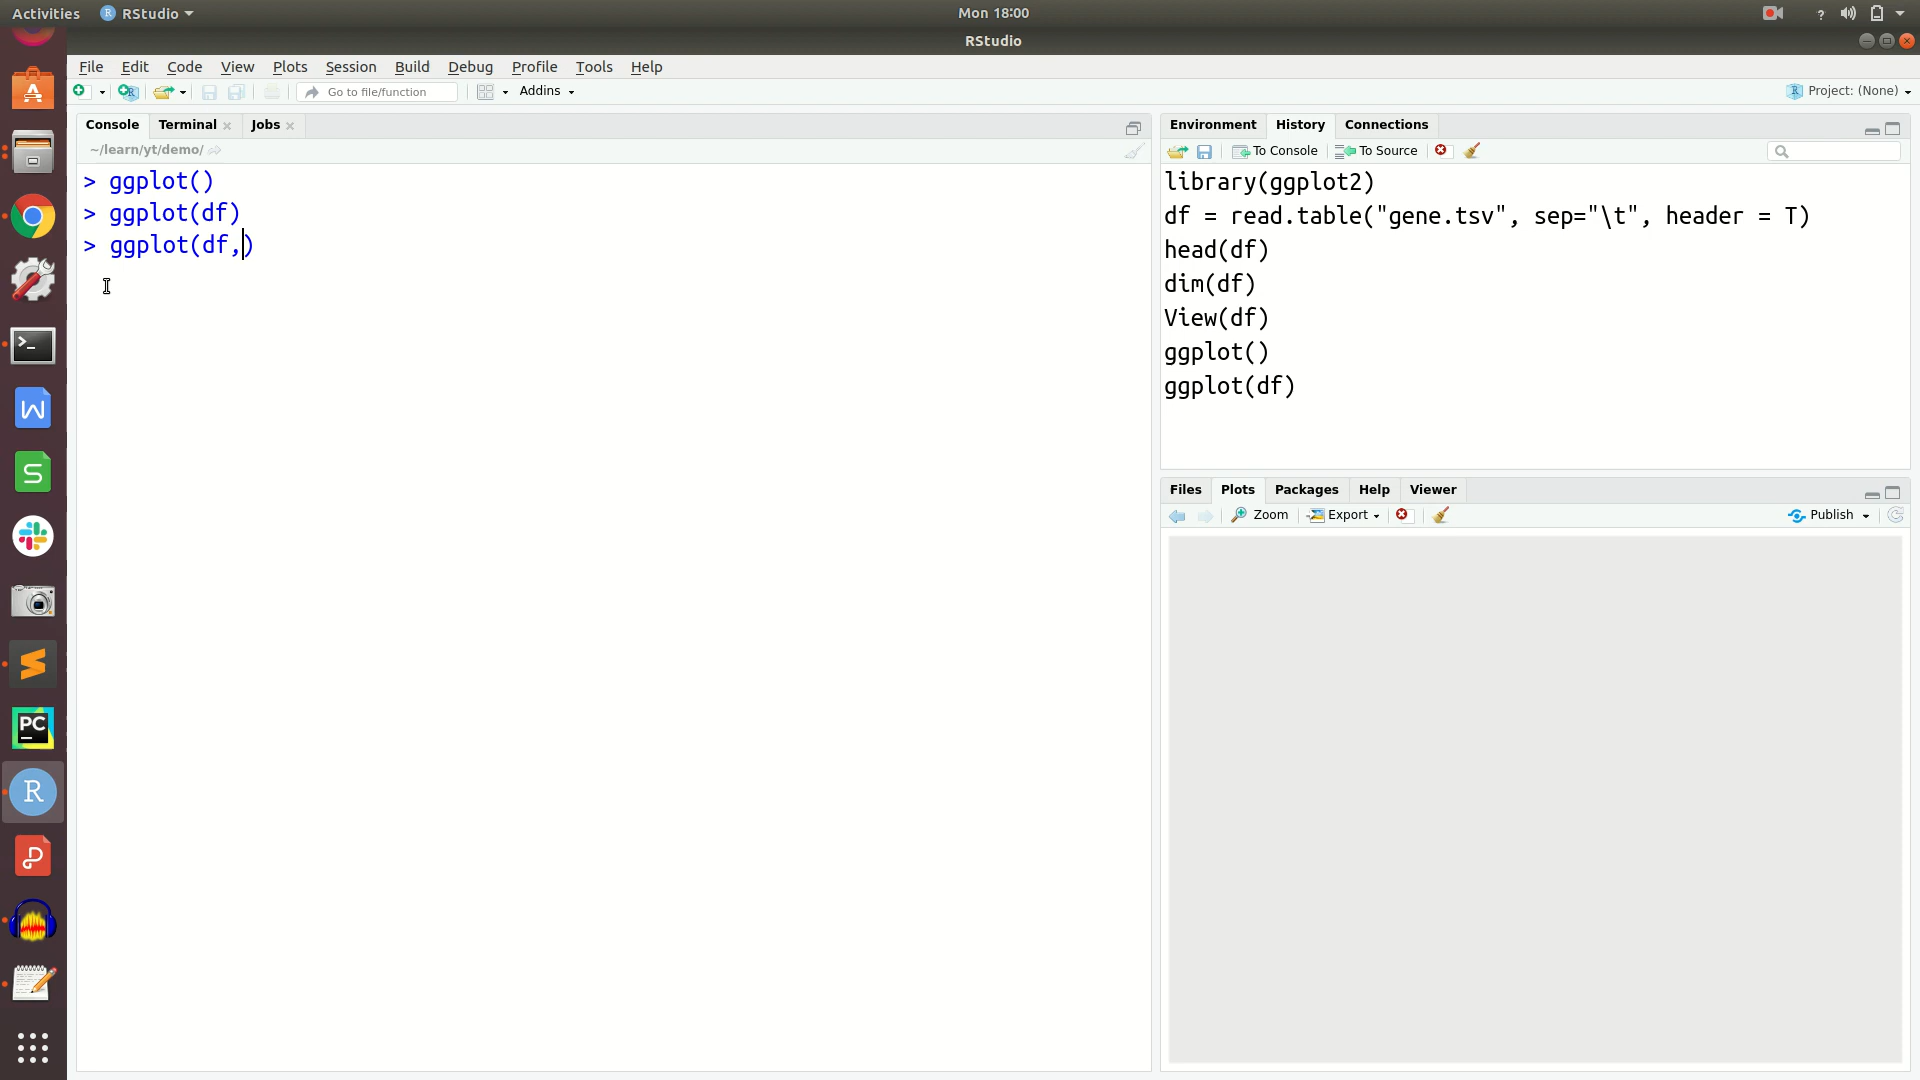 Activities RStudio Mon 18:00 ?
RStudio
File Edit Code View Plots Session Build Debug Profile Tools Help
Go to file/function Addins Project: (None)
Console Terminal Jobs
~/learn/yt/demo/
> ggplot()
> ggplot(df)
> ggplot(df,)
Environment History Connections
To Console To Source
library(ggplot2)
df = read.table("gene.tsv", sep="\t", header = T)
head(df)
dim(df)
View(df)
ggplot()
ggplot(df)
Files Plots Packages Help Viewer
Zoom Export Publish
A
>_
W
S
PC
R
P